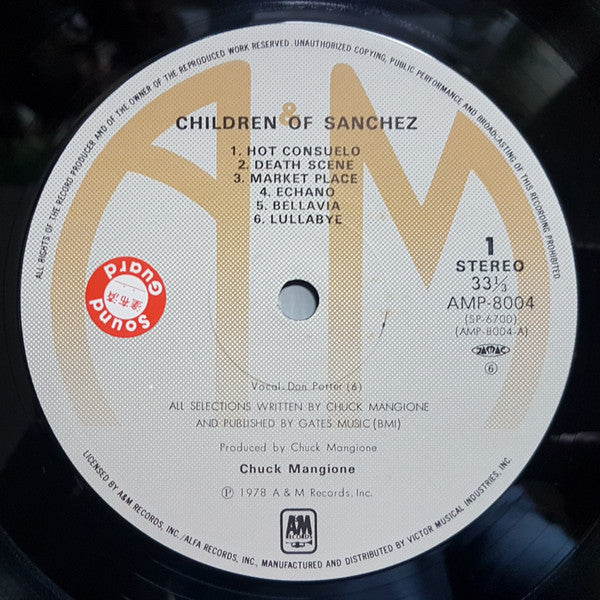 ALL RIGHTS OF THE RECORD PRODUCER AND OF THE OWNER OF THE REPRODUCED WORK RESERVED. UNAUTHORIZED COPYING, PUBLIC PERFORMANCE AND BROADCASTING OF THIS RECORDING PROHIBITED.
A&M
CHILDREN OF SANCHEZ
1. HOT CONSUELO
2. DEATH SCENE
3. MARKET PLACE
4. ECHANO
5. BELLAVIA
6. LULLABYE
1
STEREO
33⅓
AMP-8004
(SP-6700)
(AMP-8004-A)
JASRAC
⑥
Sound
塗布済
Guard
Vocal: Don Porter (6)
ALL SELECTIONS WRITTEN BY CHUCK MANGIONE
AND PUBLISHED BY GATES MUSIC (BMI)
Produced by Chuck Mangione
Chuck Mangione
Ⓟ 1978 A & M Records, Inc.
A&M
RECORDS
LICENSED BY A&M RECORDS, INC./ALFA RECORDS, INC., MANUFACTURED AND DISTRIBUTED BY VICTOR MUSICAL INDUSTRIES, INC.